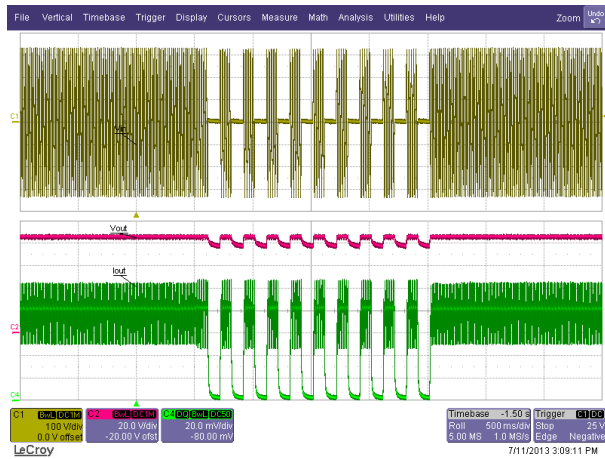 File Vertical Timebase Trigger Display Cursors Measure Math Analysis Utilities Help Zoom Undo
C1
Vin
Vout
Iout
C2
C4
C1 BwL DC1M
100 V/div
0.0 V offset
C2 BwL DC1M
20.0 V/div
-20.00 V ofst
C4 DQ BwL DC50
20.0 mV/div
-80.00 mV
Timebase -1.50 s
Roll 500 ms/div
5.00 MS 1.0 MS/s
Trigger C1 DC
Stop 25 V
Edge Negative
LeCroy
7/11/2013 3:09:11 PM